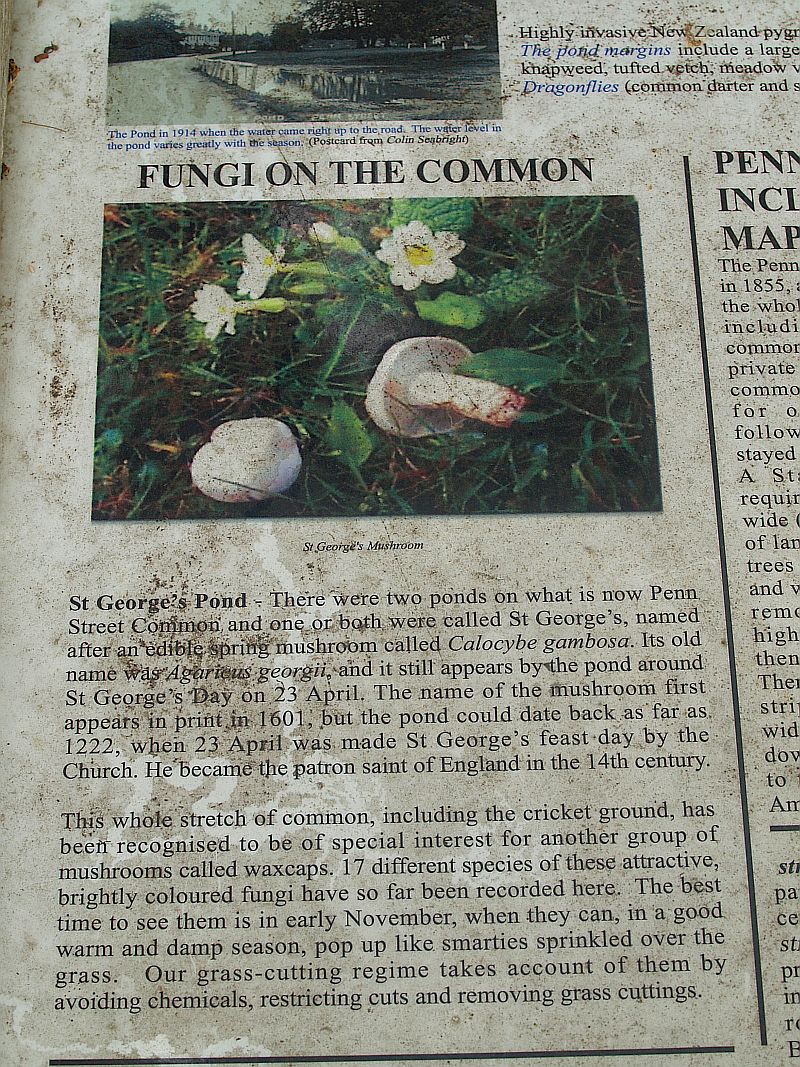 The Pond in 1914 when the water came right up to the road. The water level in
the pond varies greatly with the season. (Postcard from Colin Seabright)
FUNGI ON THE COMMON
St George's Mushroom
St George's Pond - There were two ponds on what is now Penn
Street Common and one or both were called St George's, named
after an edible spring mushroom called Calocybe gambosa. Its old
name was Agaricus georgii, and it still appears by the pond around
St George's Day on 23 April. The name of the mushroom first
appears in print in 1601, but the pond could date back as far as
1222, when 23 April was made St George's feast day by the
Church. He became the patron saint of England in the 14th century.
This whole stretch of common, including the cricket ground, has
been recognised to be of special interest for another group of
mushrooms called waxcaps. 17 different species of these attractive,
brightly coloured fungi have so far been recorded here. The best
time to see them is in early November, when they can, in a good
warm and damp season, pop up like smarties sprinkled over the
grass. Our grass-cutting regime takes account of them by
avoiding chemicals, restricting cuts and removing grass cuttings.
Highly invasive New Zealand
The pond margins include a large
knapweed, tufted vetch, meadow
Dragonflies (common darter and
PENN
INCL
MAP
The Penn
in 1855,
the whol
includi
common
private
commo
for o
follow
stayed
A St
requir
wide (
of lan
trees
and v
remo
high
then
Ther
stri
wid
dov
to
Am
str
pa
ce
st
pr
in
ro
B